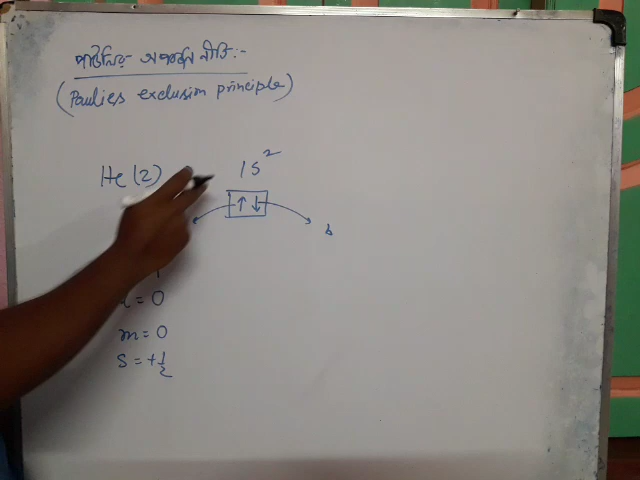 পাউলির অপবর্জন নীতি:-
(Paulies exclusion principle)
He (2) 1s²
↑ ↓
b
= 0
m = 0
s = +1/2